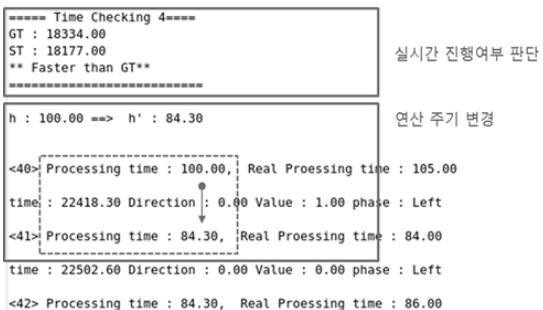 ===== Time Checking 4====
GT : 18334.00
ST : 18177.00
** Faster than GT**
==========================
실시간 진행여부 판단
h : 100.00 ==> h' : 84.30
연산 주기 변경
<40> Processing time : 100.00, Real Proessing time : 105.00
time : 22418.30 Direction : 0.00 Value : 1.00 phase : Left
<41> Processing time : 84.30, Real Proessing time : 84.00
time : 22502.60 Direction : 0.00 Value : 0.00 phase : Left
<42> Processing time : 84.30, Real Proessing time : 86.00